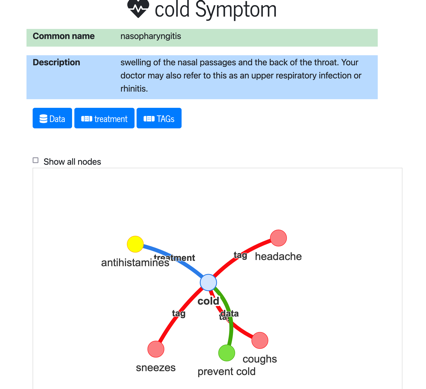 cold Symptom
Common name nasopharyngitis
Description swelling of the nasal passages and the back of the throat. Your
doctor may also refer to this as an upper respiratory infection or
rhinitis.
Data treatment TAGs
Show all nodes
antihistamines treatment tag headache
cold
tag data tag
sneezes prevent cold coughs